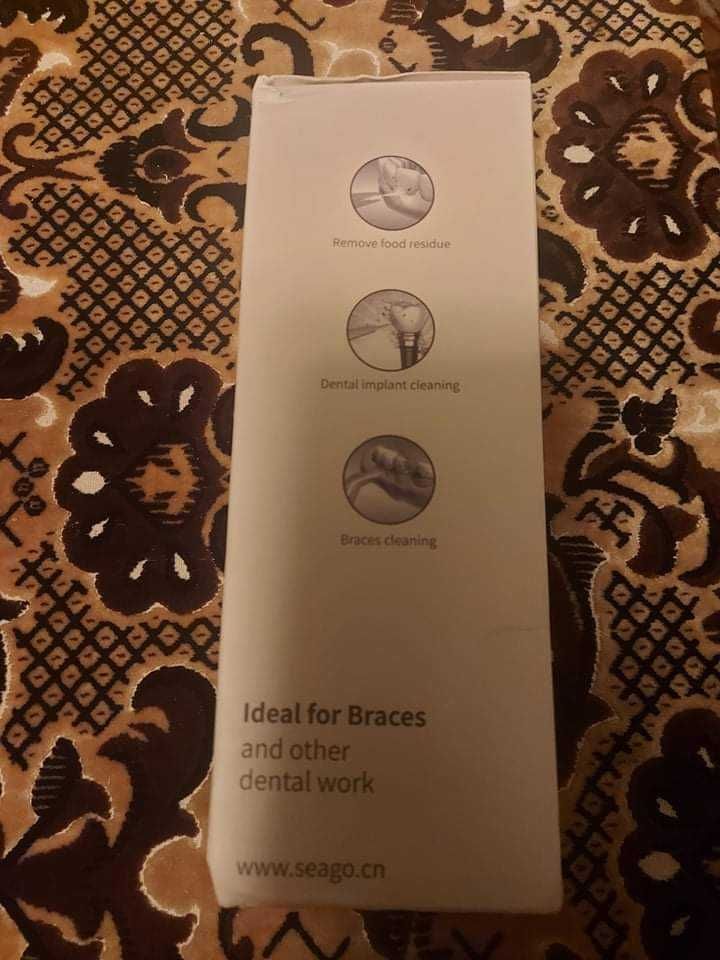 Remove food residue
Dental implant cleaning
Braces cleaning
Ideal for Braces
and other
dental work
www.seago.cn